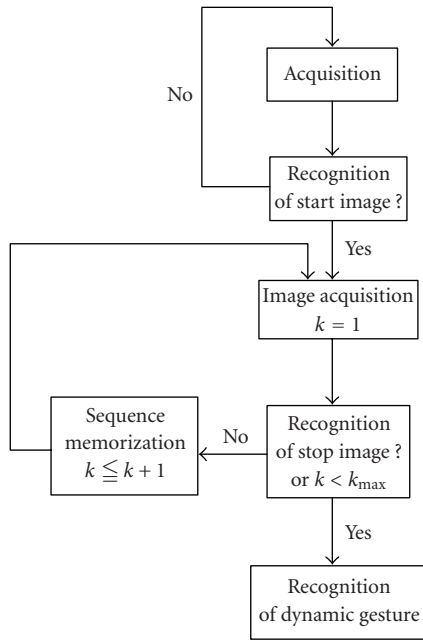 Acquisition
No
Recognition
of start image ?
Yes
Image acquisition
k = 1
Sequence
memorization
k ≦ k + 1
No
Recognition
of stop image ?
or k < kmax
Yes
Recognition
of dynamic gesture